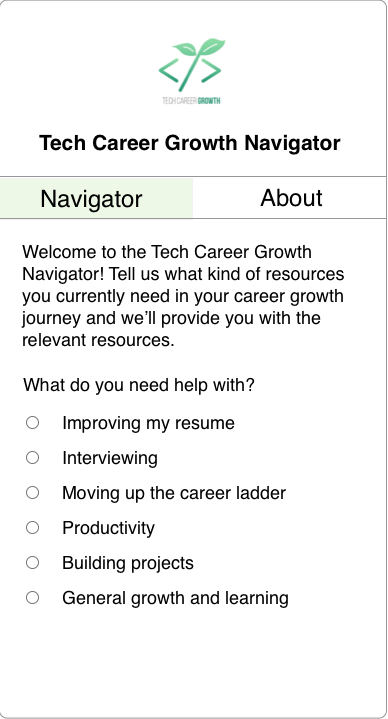 TECH CAREER GROWTH
Tech Career Growth Navigator
Navigator
About
Welcome to the Tech Career Growth
Navigator! Tell us what kind of resources
you currently need in your career growth
journey and we’ll provide you with the
relevant resources.
What do you need help with?
Improving my resume
Interviewing
Moving up the career ladder
Productivity
Building projects
General growth and learning